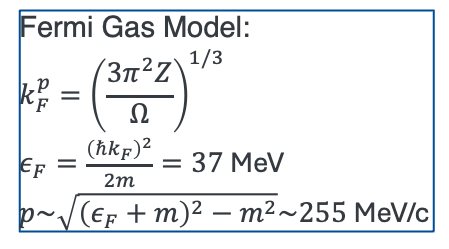 Fermi Gas Model:
k_F^p = (3π²Z / Ω)^{1/3}
ϵ_F = (ħk_F)² / 2m = 37 MeV
p~√((ϵ_F + m)² − m²)~255 MeV/c